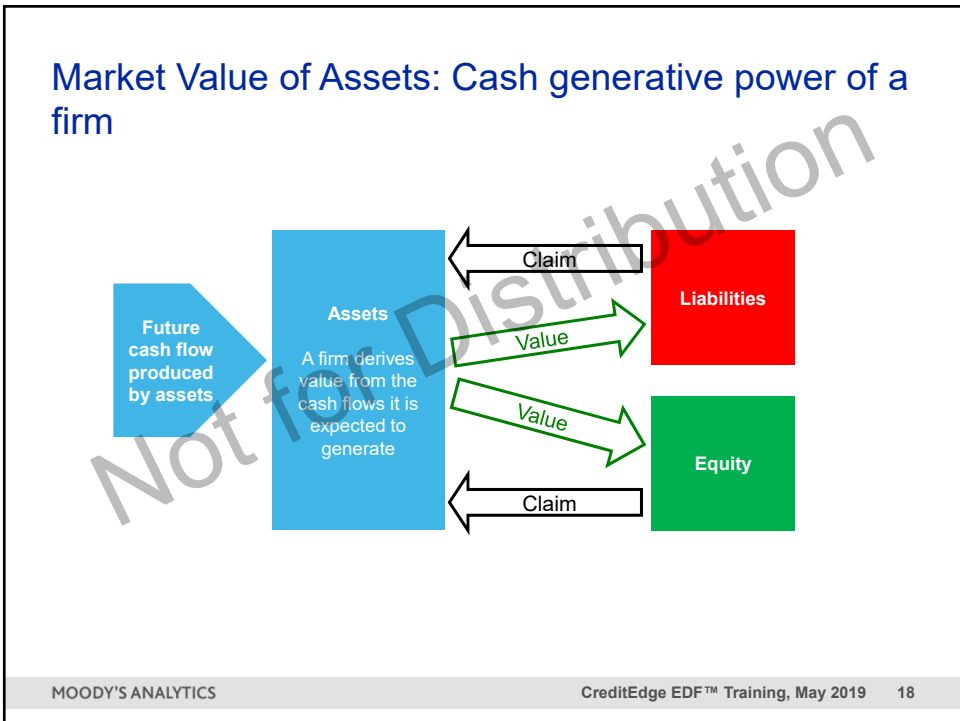 Market Value of Assets: Cash generative power of a
firm
Future
cash flow
produced
by assets
Assets
A firm derives
value from the
cash flows it is
expected to
generate
Claim
Value
Value
Claim
Liabilities
Equity
Not for Distribution
MOODY'S ANALYTICS
CreditEdge EDF™ Training, May 2019 18